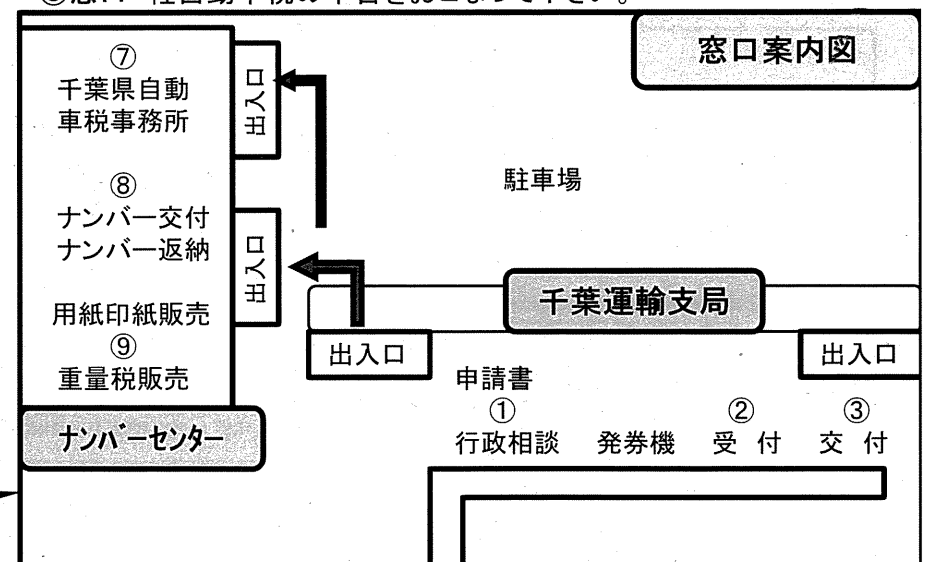 窓口案内図
⑦
千葉県自動
車税事務所
出入口
⑧
ナンバー交付
ナンバー返納
出入口
用紙印紙販売
⑨
重量税販売
ナンバーセンター
駐車場
千葉運輸支局
出入口
出入口
申請書
① ② ③
行政相談 発券機 受 付 交 付